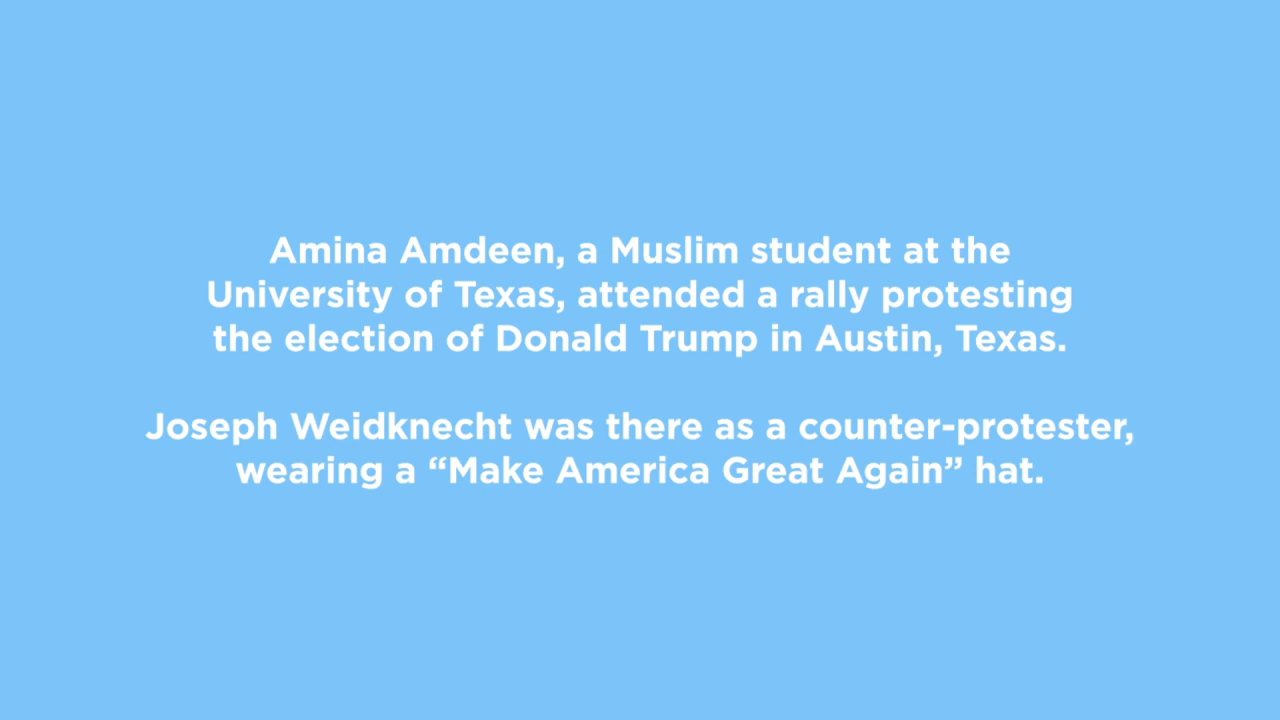 Amina Amdeen, a Muslim student at the
University of Texas, attended a rally protesting
the election of Donald Trump in Austin, Texas.
Joseph Weidknecht was there as a counter-protester,
wearing a “Make America Great Again” hat.